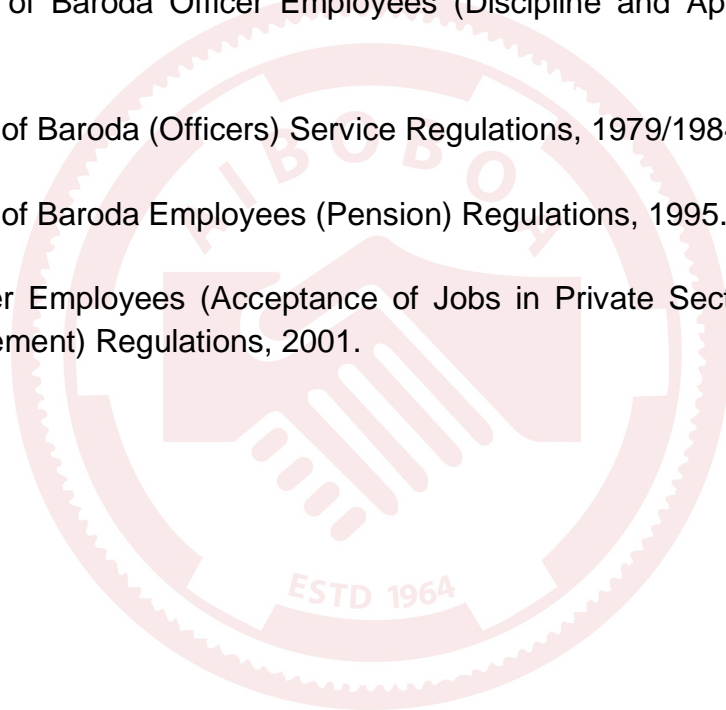 of Baroda Officer Employees (Discipline and Ap
of Baroda (Officers) Service Regulations, 1979/198
of Baroda Employees (Pension) Regulations, 1995.
er Employees (Acceptance of Jobs in Private Sect
ement) Regulations, 2001.
AIBOBOA
ESTD 1964